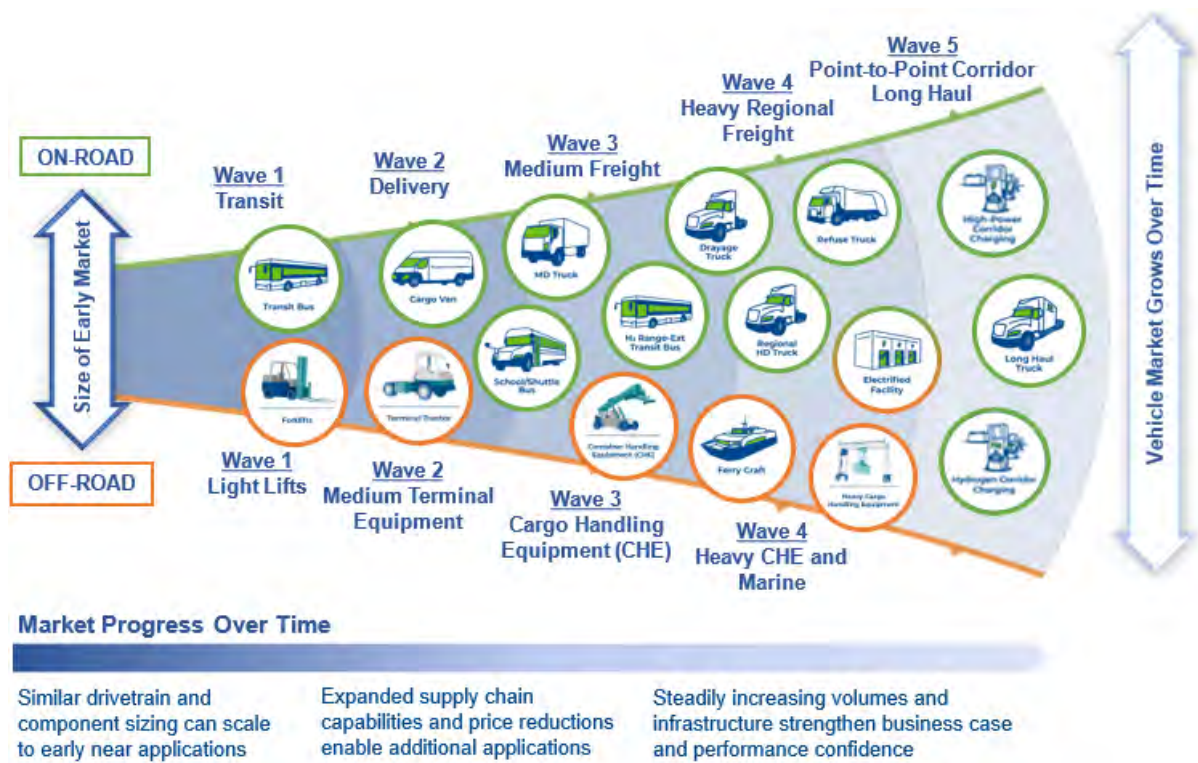 Wave 5
Point-to-Point Corridor
Long Haul
Wave 4
Heavy Regional
Freight
Wave 3
Medium Freight
Wave 2
Delivery
Wave 1
Transit
ON-ROAD
Size of Early Market
OFF-ROAD
Vehicle Market Grows Over Time
Transit Bus
Cargo Van
MD Truck
Drayage
Truck
Refuse Truck
High-Power
Corridor
Charging
School/Shuttle
Bus
H₂ Range-Ext
Transit Bus
Regional
HD Truck
Electrified
Facility
Long Haul
Truck
Forklifts
Terminal Tractor
Container Handling
Equipment (CHE)
Ferry Craft
Heavy Cargo
Handling Equipment
Hydrogen Corridor
Charging
Wave 1
Light Lifts
Wave 2
Medium Terminal
Equipment
Wave 3
Cargo Handling
Equipment (CHE)
Wave 4
Heavy CHE and
Marine
Market Progress Over Time
Similar drivetrain and
component sizing can scale
to early near applications
Expanded supply chain
capabilities and price reductions
enable additional applications
Steadily increasing volumes and
infrastructure strengthen business case
and performance confidence